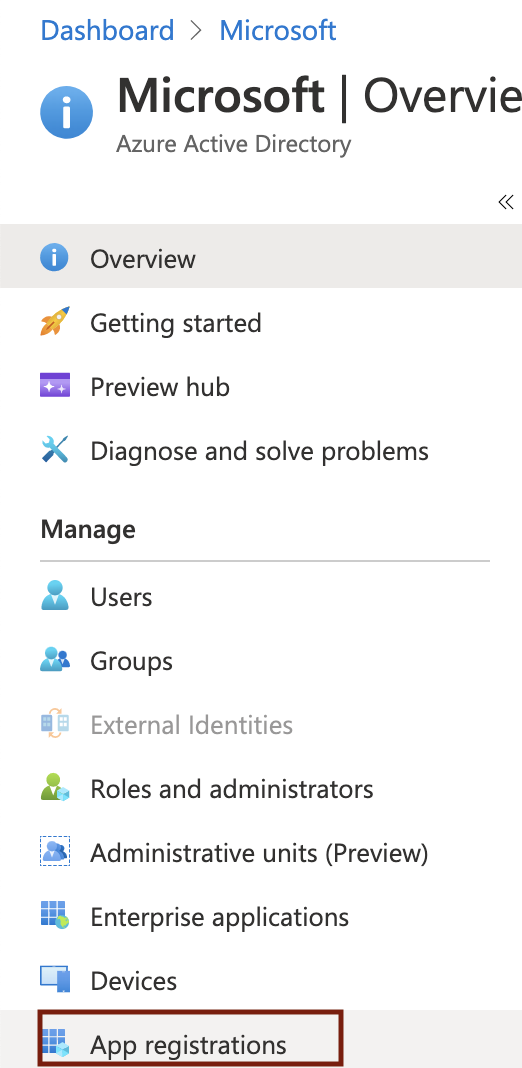 Dashboard > Microsoft
Microsoft | Overvie
Azure Active Directory
«
Overview
Getting started
Preview hub
Diagnose and solve problems
Manage
Users
Groups
External Identities
Roles and administrators
Administrative units (Preview)
Enterprise applications
Devices
App registrations